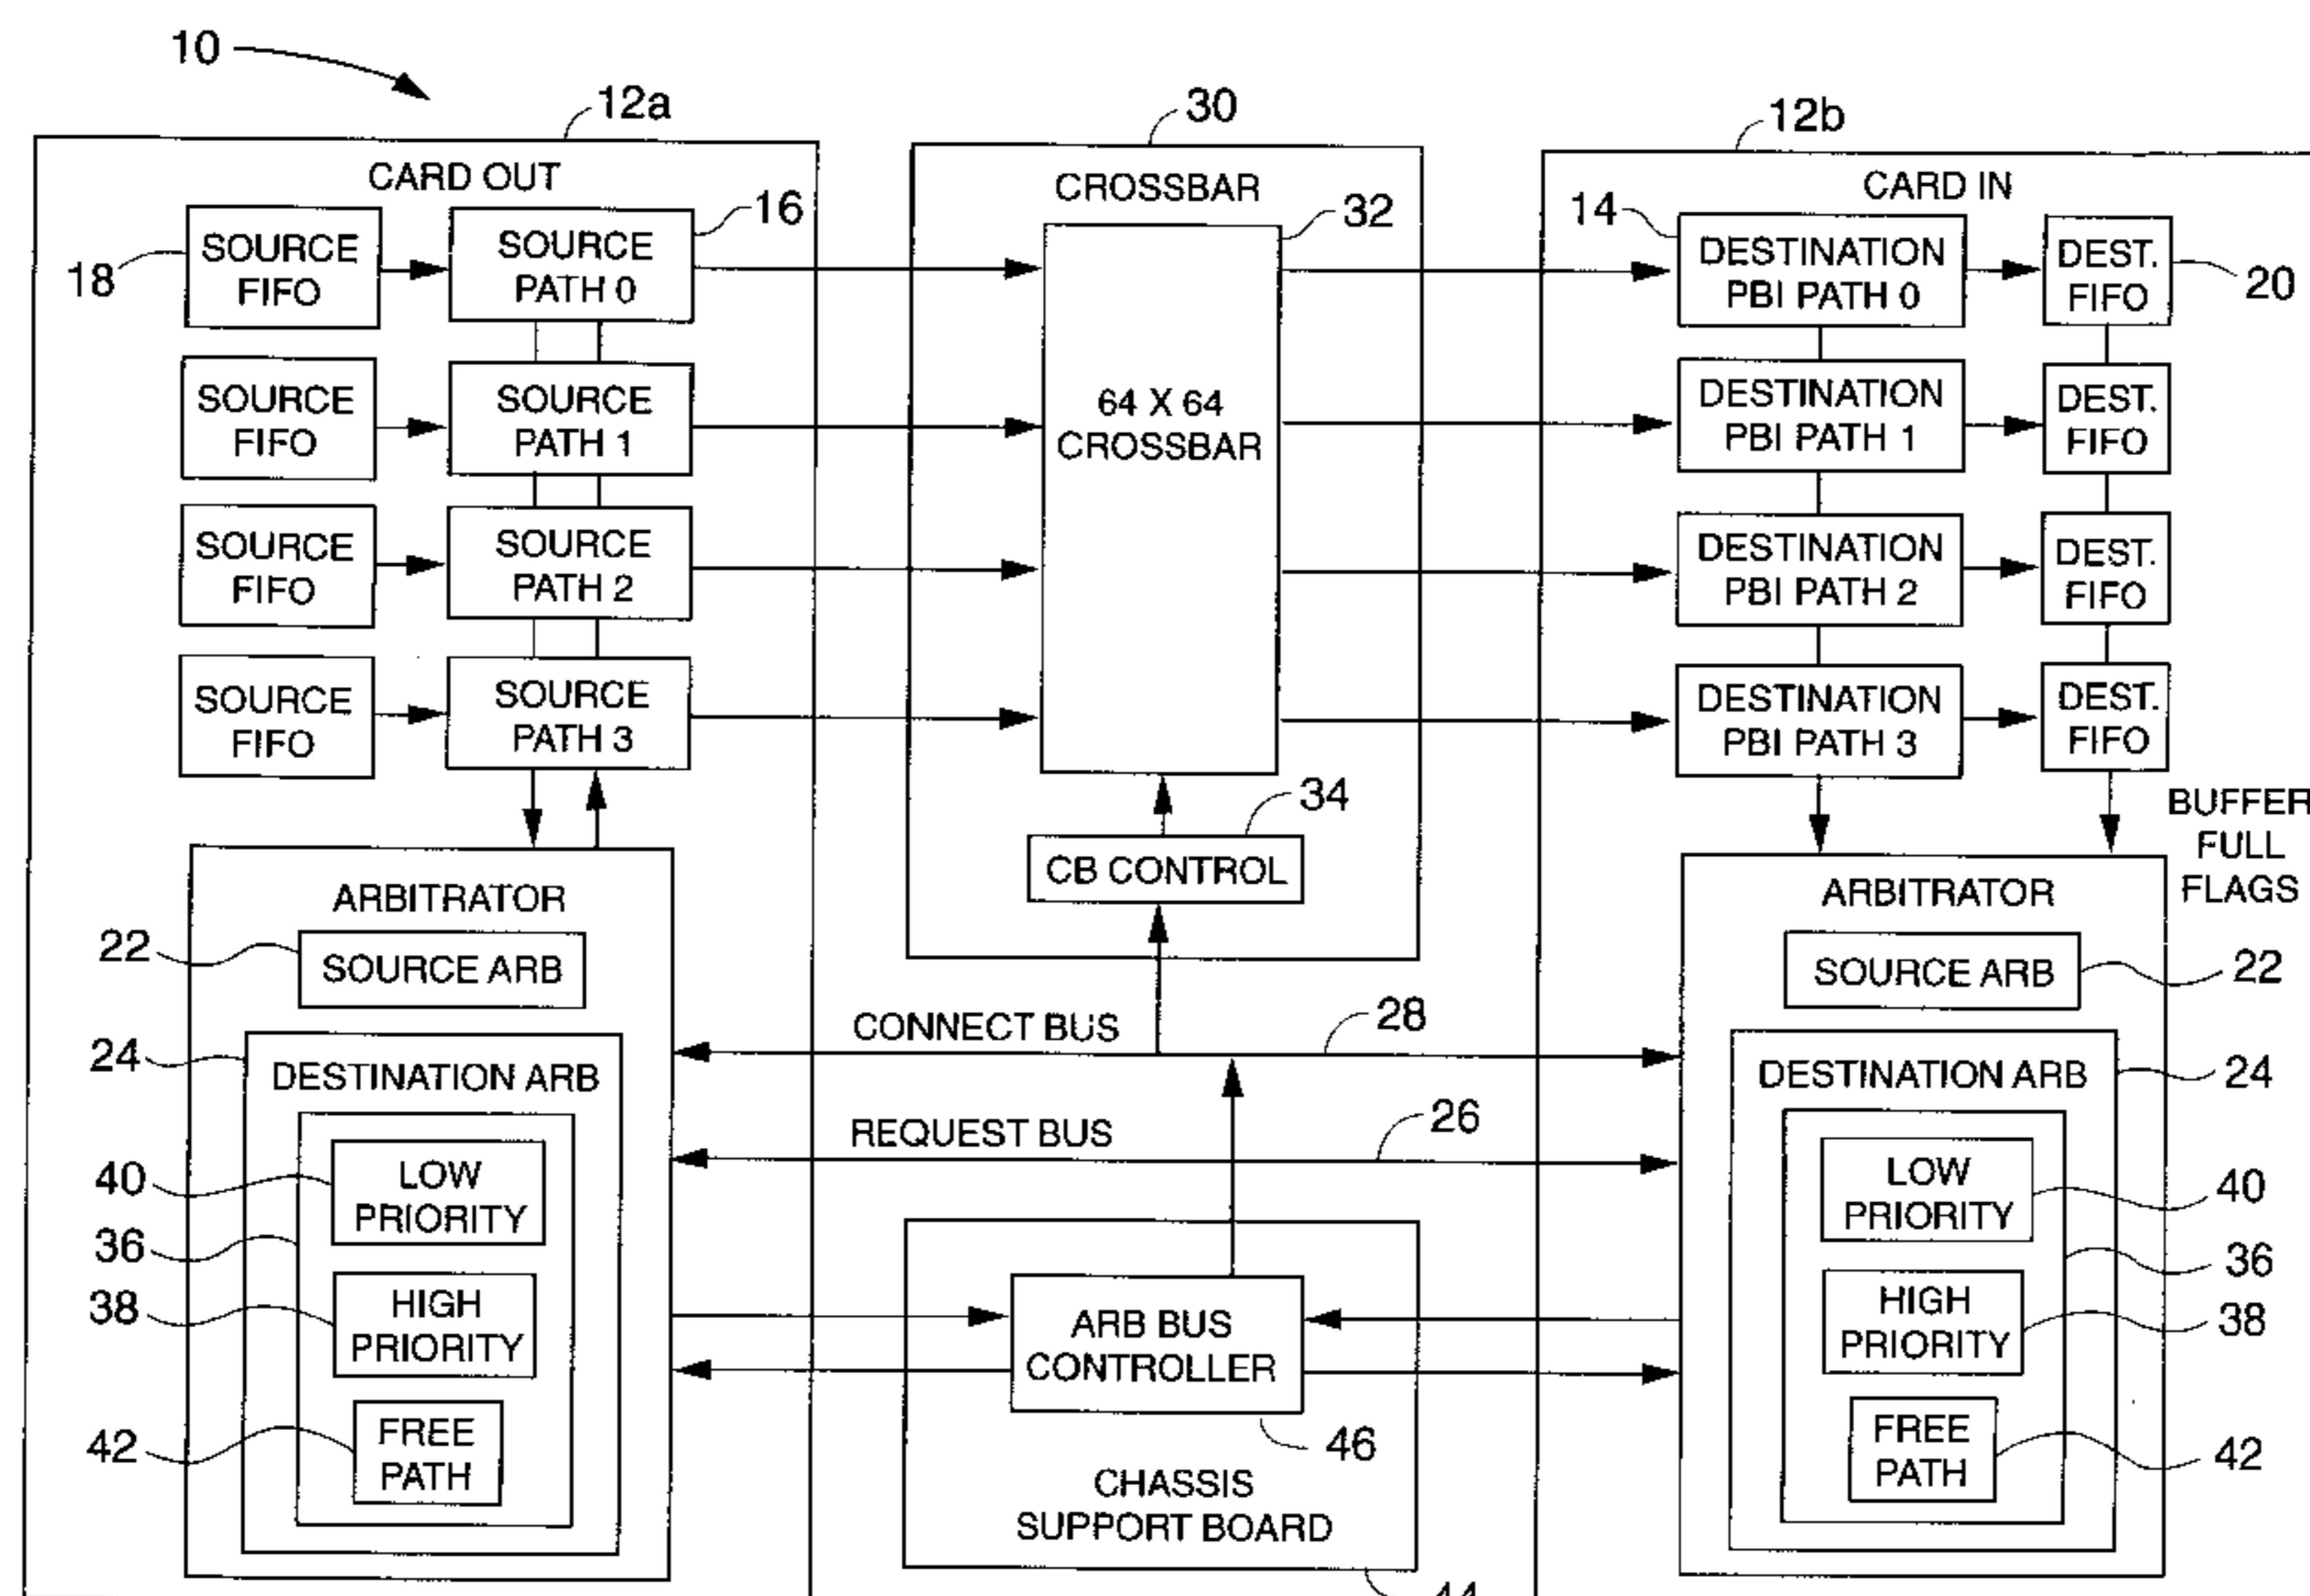 10
12a
30
12b
CARD OUT
CROSSBAR
CARD IN
18
SOURCE
FIFO
SOURCE
PATH 0
16
32
14
DESTINATION
PBI PATH 0
DEST.
FIFO
20
SOURCE
FIFO
SOURCE
PATH 1
64 X 64
CROSSBAR
DESTINATION
PBI PATH 1
DEST.
FIFO
SOURCE
FIFO
SOURCE
PATH 2
DESTINATION
PBI PATH 2
DEST.
FIFO
SOURCE
FIFO
SOURCE
PATH 3
DESTINATION
PBI PATH 3
DEST.
FIFO
34
CB CONTROL
BUFFER
FULL
FLAGS
ARBITRATOR
ARBITRATOR
22
SOURCE ARB
SOURCE ARB
22
CONNECT BUS
28
24
DESTINATION ARB
DESTINATION ARB
24
REQUEST BUS
26
40
LOW
PRIORITY
LOW
PRIORITY
40
36
36
38
HIGH
PRIORITY
ARB BUS
CONTROLLER
HIGH
PRIORITY
38
42
FREE
PATH
46
FREE
PATH
42
CHASSIS
SUPPORT BOARD
44